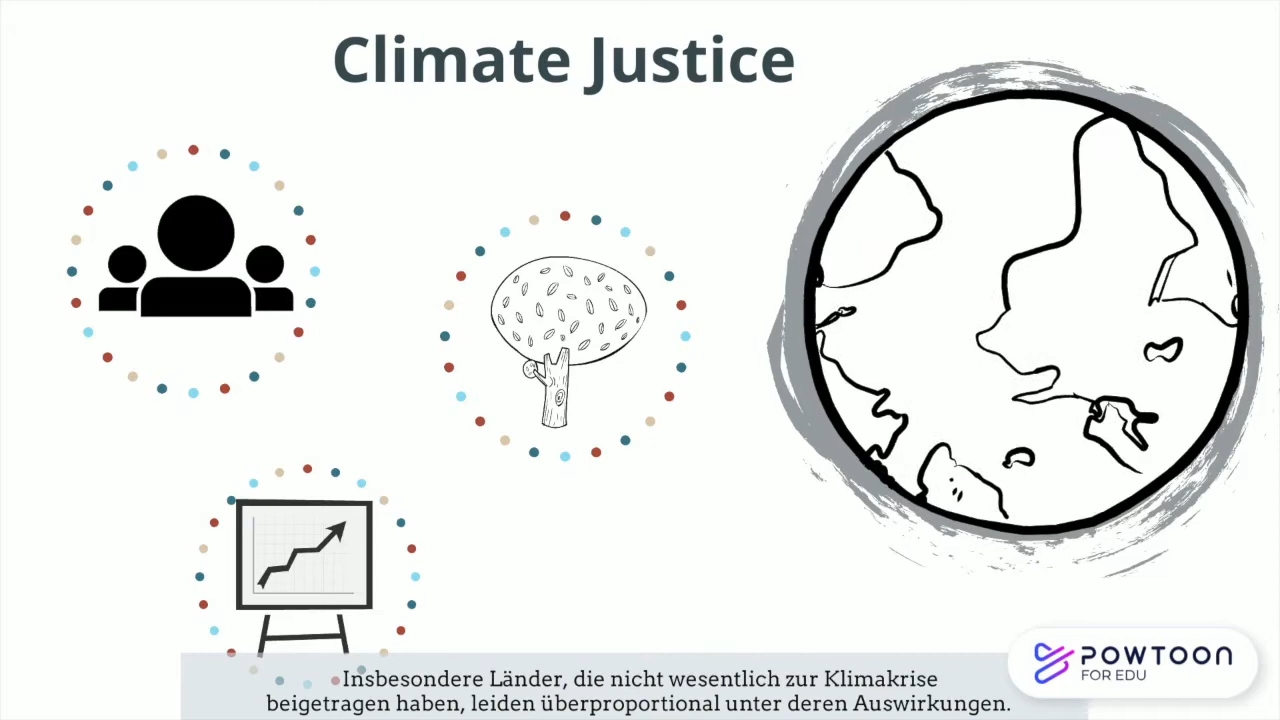 Climate Justice
Insbesondere Länder, die nicht wesentlich zur Klimakrise
beigetragen haben, leiden überproportional unter deren Auswirkungen.
POWTOON
FOR EDU